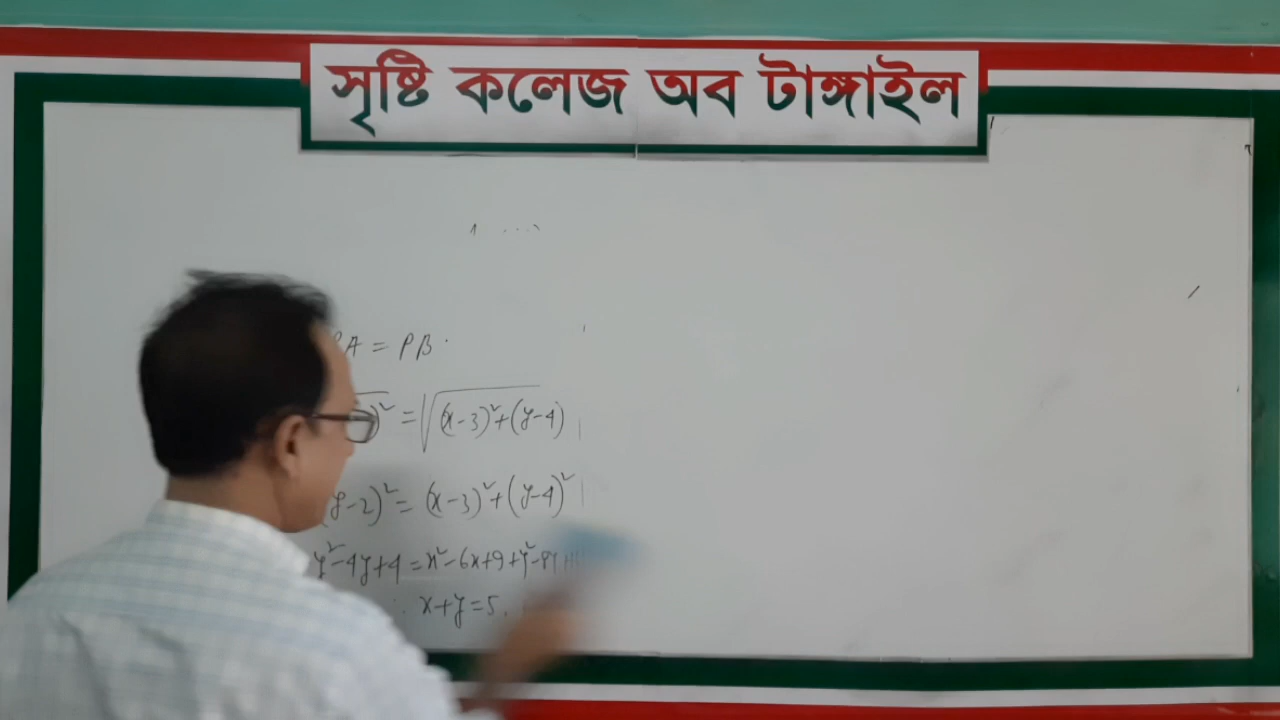 সৃষ্টি কলেজ অব টাঙ্গাইল
PA = PB.
)² = √(x-3)²+(y-4)
(y-2)² = (x-3)²+(y-4)²
y²-4y+4 = x²-6x+9+y²-8y
∴ x+y=5.